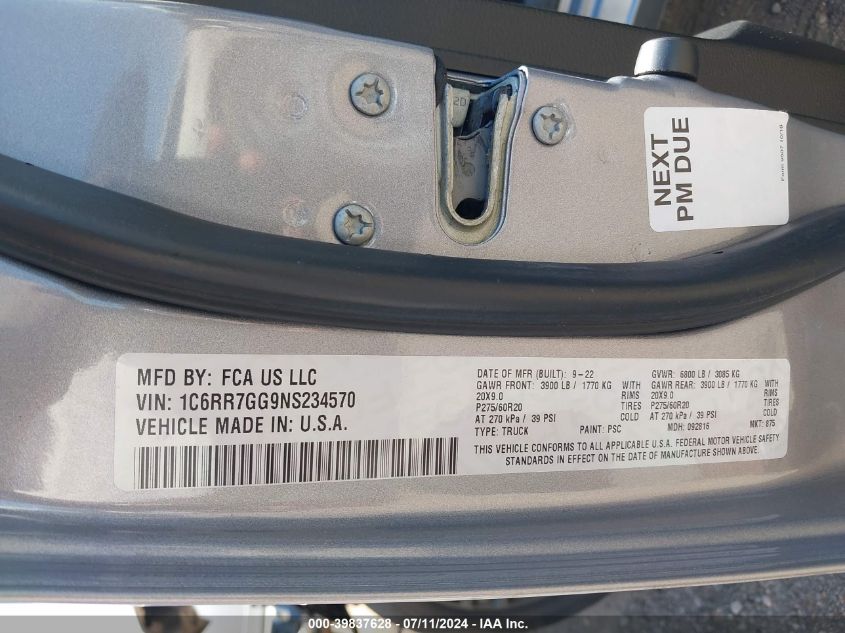 2D
NEXT
PM DUE
MFD BY: FCA US LLC
VIN: 1C6RR7GG9NS234570
VEHICLE MADE IN: U.S.A.
DATE OF MFR (BUILT): 9-22 GVWR: 6800 LB / 3085 KG
GAWR FRONT: 3900 LB / 1770 KG WITH GAWR REAR: 3900 LB / 1770 KG WITH
20X9.0 RIMS 20X9.0 RIMS
P275/60R20 TIRES P275/60R20 TIRES
AT 270 kPa / 39 PSI COLD AT 270 kPa / 39 PSI COLD
TYPE: TRUCK PAINT: PSC MDH: 092816 MKT: 875
THIS VEHICLE CONFORMS TO ALL APPLICABLE U.S.A. FEDERAL MOTOR VEHICLE SAFETY
STANDARDS IN EFFECT ON THE DATE OF MANUFACTURE SHOWN ABOVE.
000-39837628 - 07/11/2024 - IAA Inc.